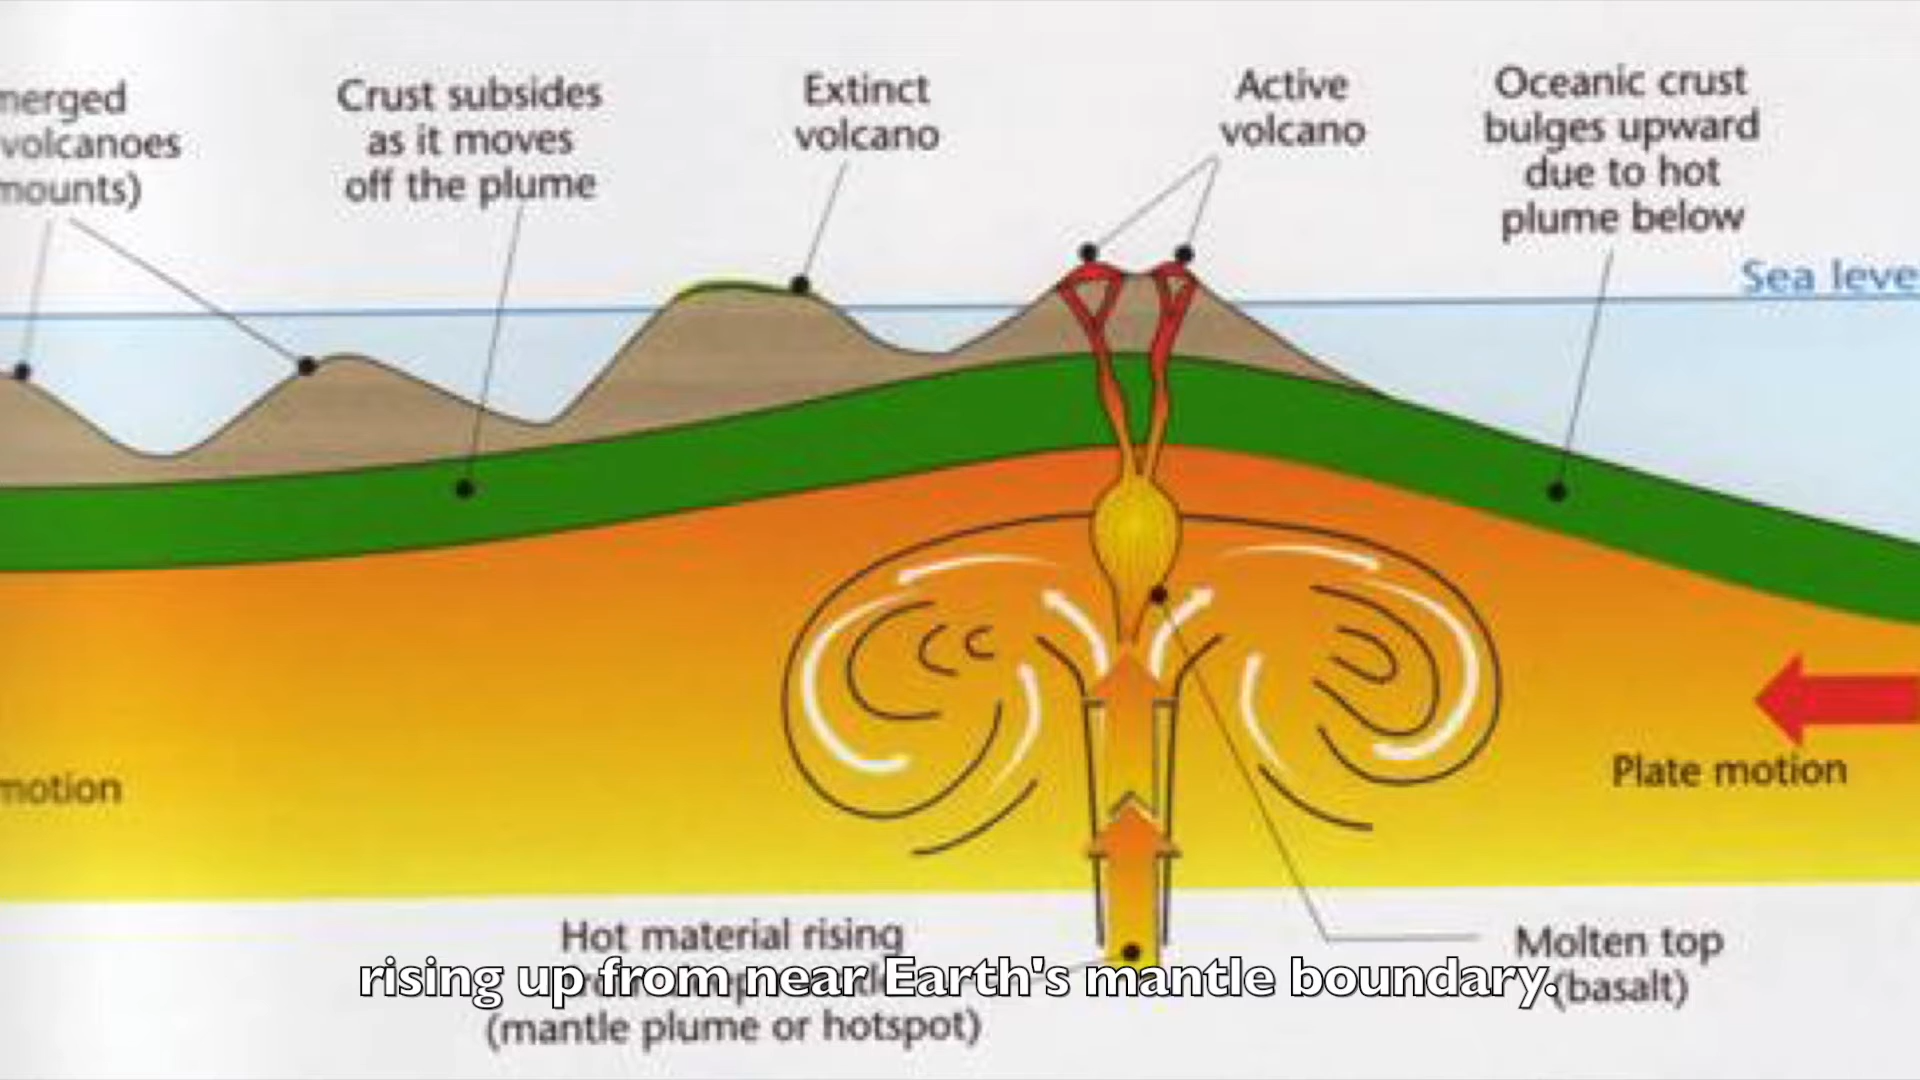 merged
volcanoes
mounts)
Crust subsides
as it moves
off the plume
Extinct
volcano
Active
volcano
Oceanic crust
bulges upward
due to hot
plume below
Sea leve
motion
Plate motion
Hot material rising
rising up from near Earth's mantle boundary.
(mantle plume or hotspot)
Molten top
(basalt)